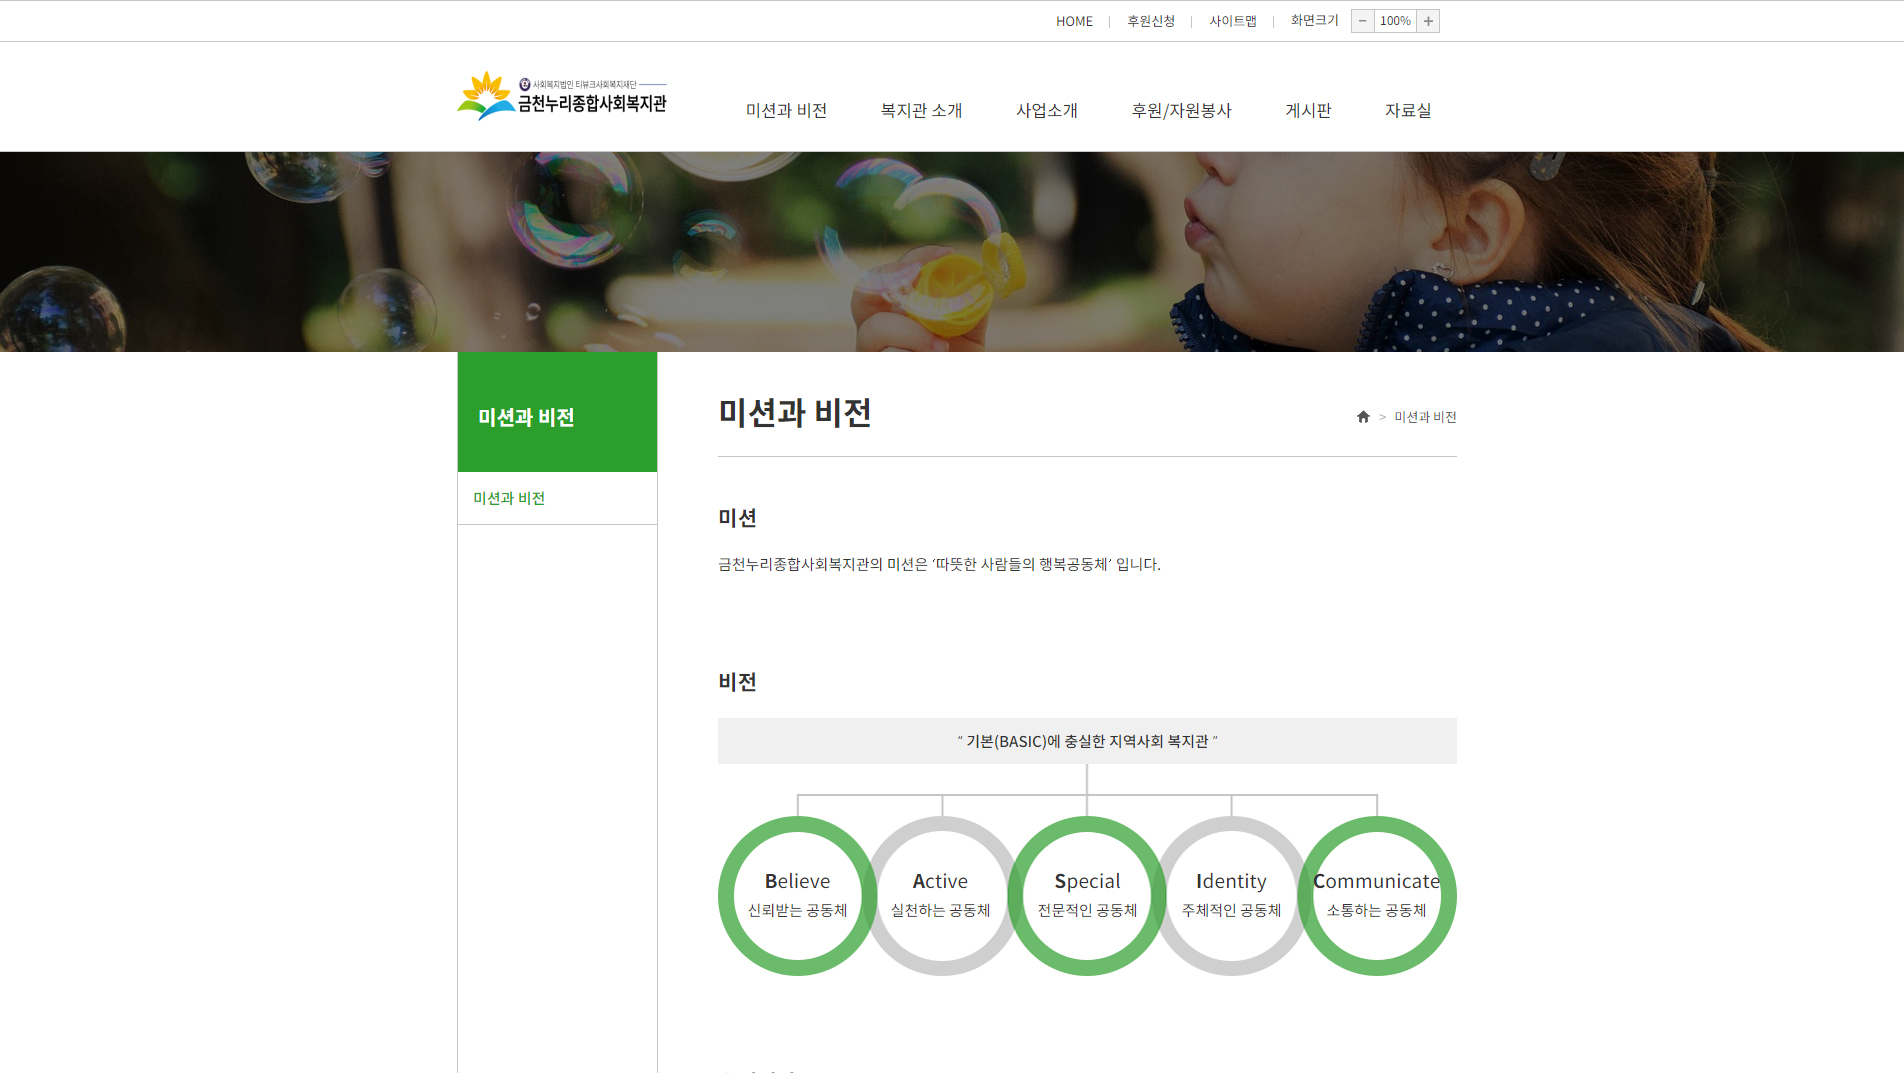 HOME
후원신청
사이트맵
화면크기
− 100% +
사회복지법인 티뷰크사회복지재단
금천누리종합사회복지관
미션과 비전
복지관 소개
사업소개
후원/자원봉사
게시판
자료실
미션과 비전
미션과 비전
미션과 비전
> 미션과 비전
미션
금천누리종합사회복지관의 미션은 ‘따뜻한 사람들의 행복공동체’ 입니다.
비전
“ 기본(BASIC)에 충실한 지역사회 복지관 ”
Believe
신뢰받는 공동체
Active
실천하는 공동체
Special
전문적인 공동체
Identity
주체적인 공동체
Communicate
소통하는 공동체